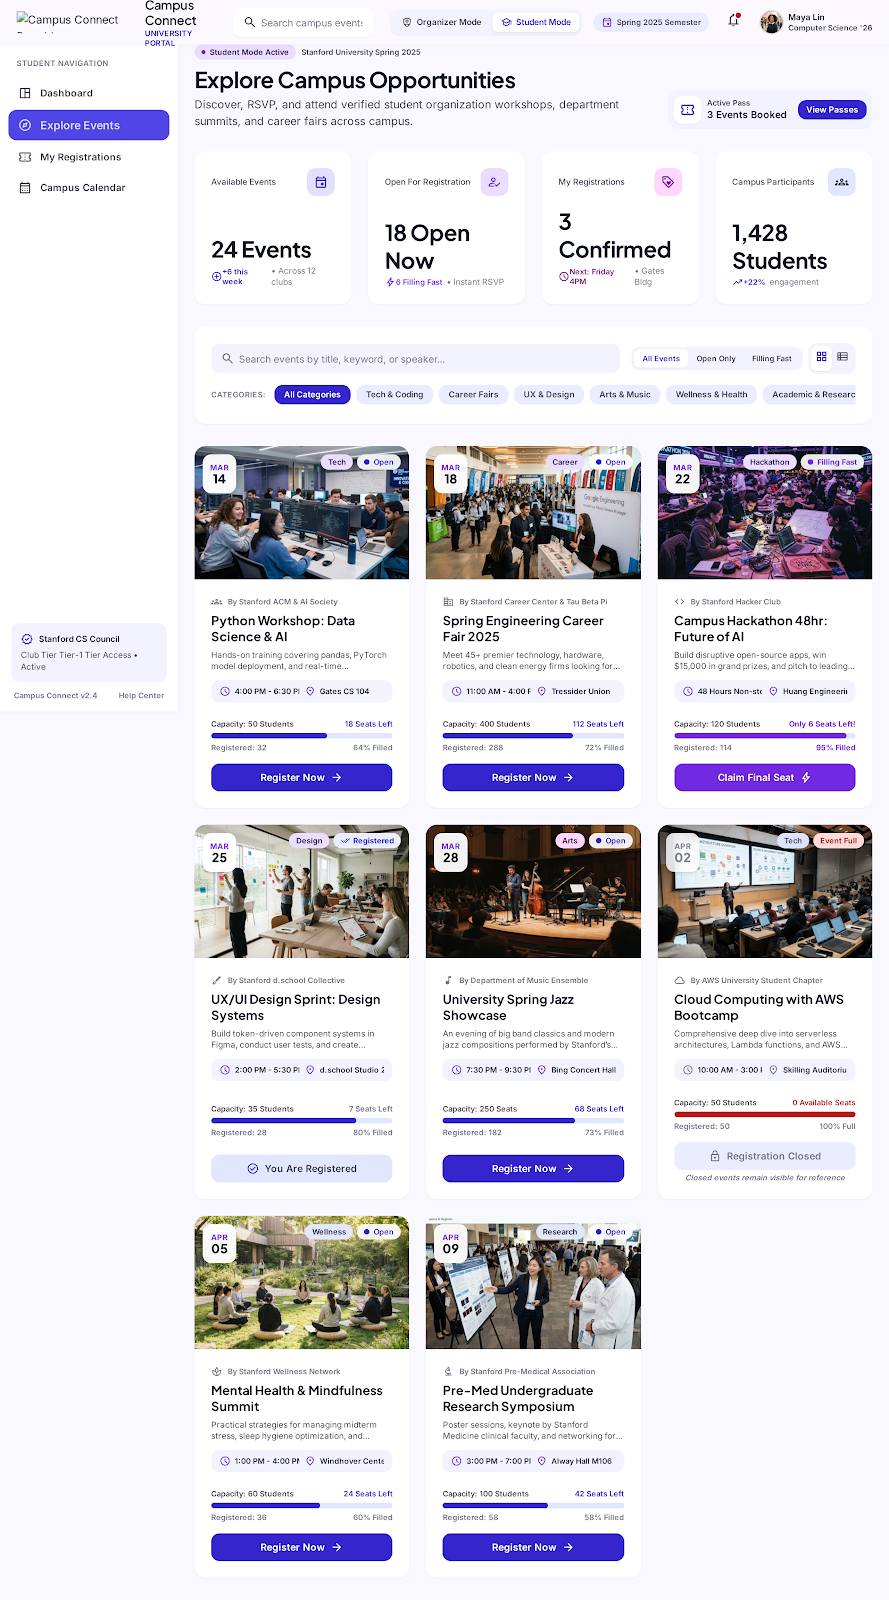 Campus Connect
Campus
Connect
UNIVERSITY
PORTAL
Search campus events
Organizer Mode
Student Mode
Spring 2025 Semester
Maya Lin
Computer Science '26
STUDENT NAVIGATION
Dashboard
Explore Events
My Registrations
Campus Calendar
Stanford CS Council
Club Tier Tier-1 Tier Access •
Active
Campus Connect v2.4 Help Center
Student Mode Active Stanford University Spring 2025
Explore Campus Opportunities
Discover, RSVP, and attend verified student organization workshops, department
summits, and career fairs across campus.
Active Pass
3 Events Booked
View Passes
Available Events
24 Events
+6 this
week
• Across 12
clubs
Open For Registration
18 Open
Now
6 Filling Fast • Instant RSVP
My Registrations
3
Confirmed
Next: Friday
4PM
• Gates
Bldg
Campus Participants
1,428
Students
+22% engagement
Search events by title, keyword, or speaker...
All Events Open Only Filling Fast
CATEGORIES: All Categories Tech & Coding Career Fairs UX & Design Arts & Music Wellness & Health Academic & Researc
MAR
14
Tech Open
By Stanford ACM & AI Society
Python Workshop: Data
Science & AI
Hands-on training covering pandas, PyTorch
model deployment, and real-time...
4:00 PM - 6:30 PI Gates CS 104
Capacity: 50 Students 18 Seats Left
Registered: 32 64% Filled
Register Now
MAR
18
Career Open
Google Engineering
By Stanford Career Center & Tau Beta Pi
Spring Engineering Career
Fair 2025
Meet 45+ premier technology, hardware,
robotics, and clean energy firms looking for...
11:00 AM - 4:00 F Tressider Union
Capacity: 400 Students 112 Seats Left
Registered: 288 72% Filled
Register Now
MAR
22
Hackathon Filling Fast
By Stanford Hacker Club
Campus Hackathon 48hr:
Future of AI
Build disruptive open-source apps, win
$15,000 in grand prizes, and pitch to leading...
48 Hours Non-sto Huang Engineerin
Capacity: 120 Students Only 6 Seats Left!
Registered: 114 95% Filled
Claim Final Seat
MAR
25
Design Registered
By Stanford d.school Collective
UX/UI Design Sprint: Design
Systems
Build token-driven component systems in
Figma, conduct user tests, and create...
2:00 PM - 5:30 PI d.school Studio 2
Capacity: 35 Students 7 Seats Left
Registered: 28 80% Filled
You Are Registered
MAR
28
Arts Open
By Department of Music Ensemble
University Spring Jazz
Showcase
An evening of big band classics and modern
jazz compositions performed by Stanford's...
7:30 PM - 9:30 PI Bing Concert Hall
Capacity: 250 Seats 68 Seats Left
Registered: 182 73% Filled
Register Now
APR
02
Tech Event Full
By AWS University Student Chapter
Cloud Computing with AWS
Bootcamp
Comprehensive deep dive into serverless
architectures, Lambda functions, and AWS...
10:00 AM - 3:00 I Skilling Auditoriu
Capacity: 50 Students 0 Available Seats
Registered: 50 100% Full
Registration Closed
Closed events remain visible for reference
APR
05
Wellness Open
By Stanford Wellness Network
Mental Health & Mindfulness
Summit
Practical strategies for managing midterm
stress, sleep hygiene optimization, and...
1:00 PM - 4:00 PM Windhover Cente
Capacity: 60 Students 24 Seats Left
Registered: 36 60% Filled
Register Now
APR
09
Research Open
By Stanford Pre-Medical Association
Pre-Med Undergraduate
Research Symposium
Poster sessions, keynote by Stanford
Medicine clinical faculty, and networking for...
3:00 PM - 7:00 PI Alway Hall M106
Capacity: 100 Students 42 Seats Left
Registered: 58 58% Filled
Register Now